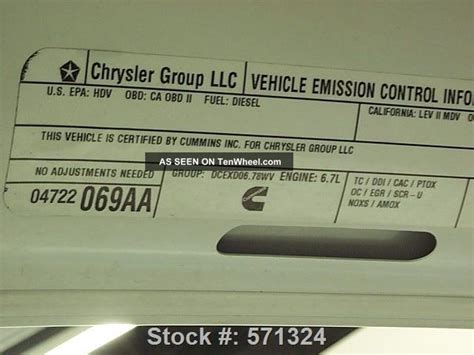 Chrysler Group LLC
VEHICLE EMISSION CONTROL INFO
U.S. EPA: HDV OBD: CA OBD II FUEL: DIESEL
CALIFORNIA: LEV II MDV
THIS VEHICLE IS CERTIFIED BY CUMMINS INC. FOR CHRYSLER GROUP LLC
AS SEEN ON TenWheel.com
NO ADJUSTMENTS NEEDED
04722 069AA
GROUP: DCEXD06.78WV ENGINE: 6.7L
TC / DDI / CAC / PTOX
OC / EGR / SCR-U
NOXS / AMOX
Stock #: 571324